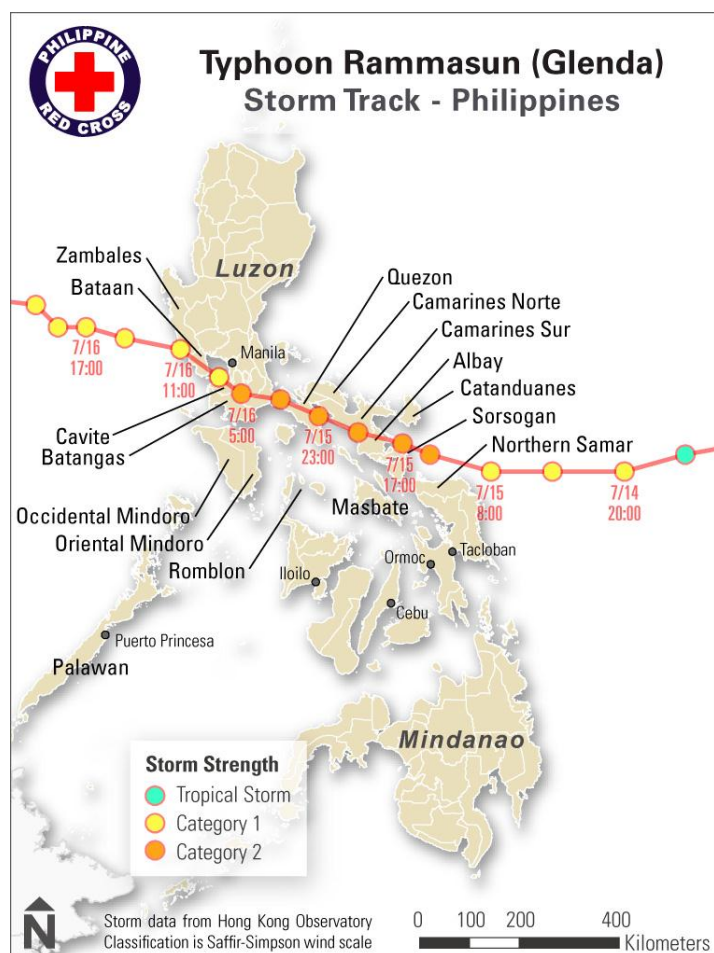 PHILIPPINE
RED CROSS
Typhoon Rammasun (Glenda)
Storm Track - Philippines
Luzon
Zambales
Bataan
Quezon
Camarines Norte
Camarines Sur
Albay
Catanduanes
Sorsogan
Northern Samar
Manila
7/16
17:00
7/16
11:00
7/16
5:00
7/15
23:00
7/15
17:00
7/15
8:00
7/14
20:00
Cavite
Batangas
Occidental Mindoro
Oriental Mindoro
Romblon
Masbate
Iloilo
Ormoc
Tacloban
Cebu
Puerto Princesa
Palawan
Mindanao
Storm Strength
Tropical Storm
Category 1
Category 2
N
Storm data from Hong Kong Observatory
Classification is Saffir-Simpson wind scale
0 100 200 400
Kilometers